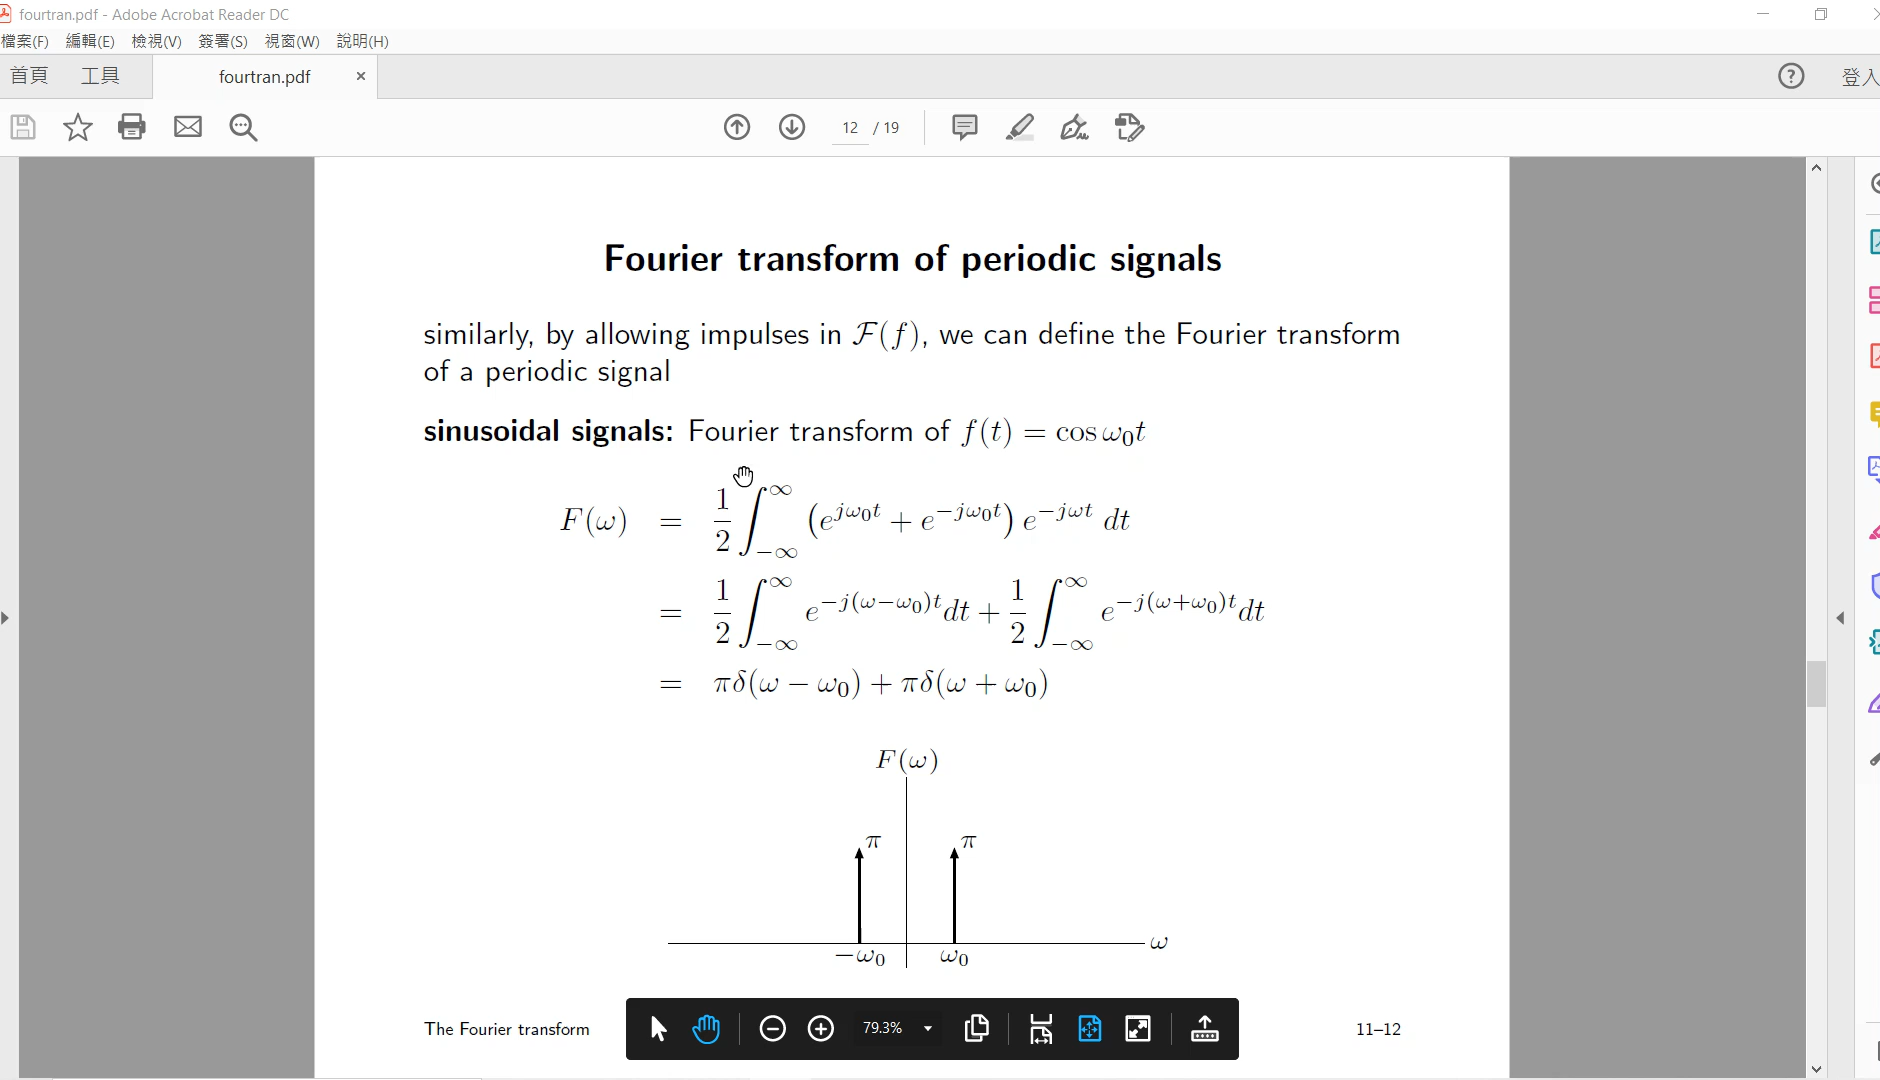 fourtran.pdf - Adobe Acrobat Reader DC
檔案(F) 編輯(E) 檢視(V) 簽署(S) 視窗(W) 說明(H)
首頁 工具 fourtran.pdf × ? 登入
12 / 19
Fourier transform of periodic signals
similarly, by allowing impulses in ℱ(f), we can define the Fourier transform
of a periodic signal
sinusoidal signals: Fourier transform of f(t) = cos ω₀t
F(ω) = 1/2 ∫_{-∞}^{∞} (e^{jω₀t} + e^{-jω₀t}) e^{-jωt} dt
= 1/2 ∫_{-∞}^{∞} e^{-j(ω-ω₀)t} dt + 1/2 ∫_{-∞}^{∞} e^{-j(ω+ω₀)t} dt
= πδ(ω − ω₀) + πδ(ω + ω₀)
F(ω)
π π
ω
−ω₀ ω₀
The Fourier transform 79.3% 11–12